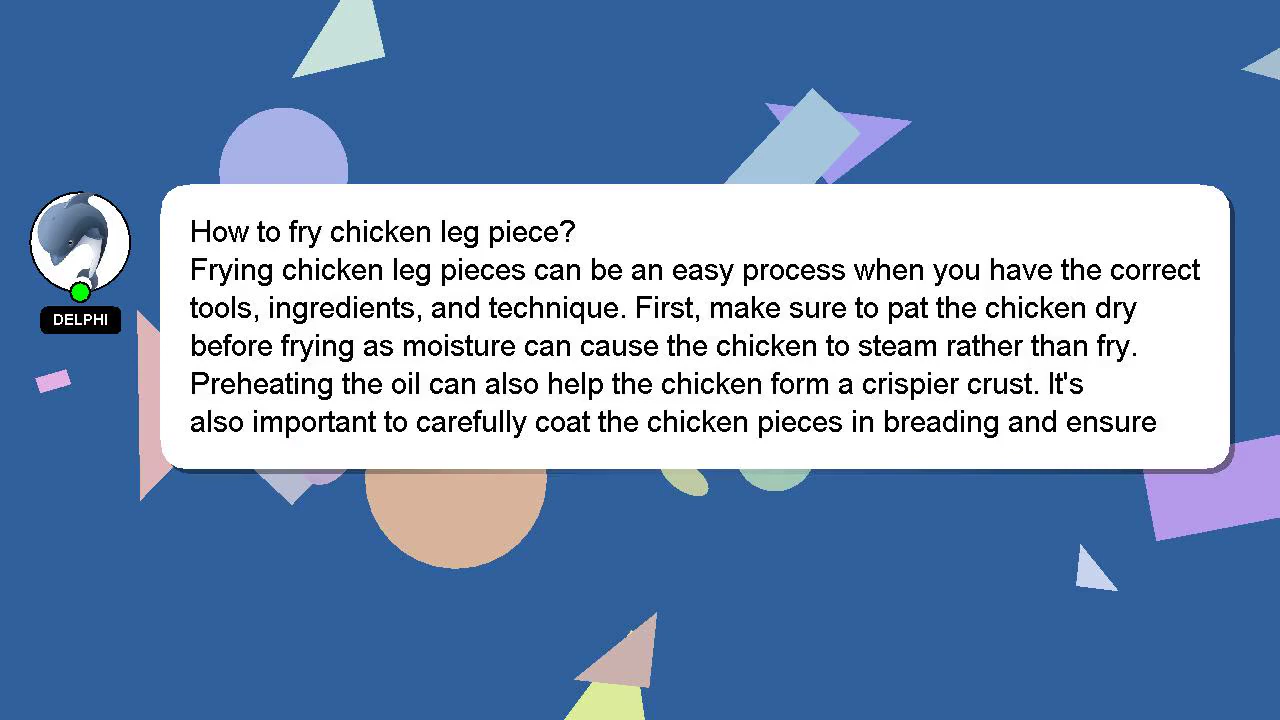 How to fry chicken leg piece?
Frying chicken leg pieces can be an easy process when you have the correct
tools, ingredients, and technique. First, make sure to pat the chicken dry
before frying as moisture can cause the chicken to steam rather than fry.
Preheating the oil can also help the chicken form a crispier crust. It's
also important to carefully coat the chicken pieces in breading and ensure
DELPHI